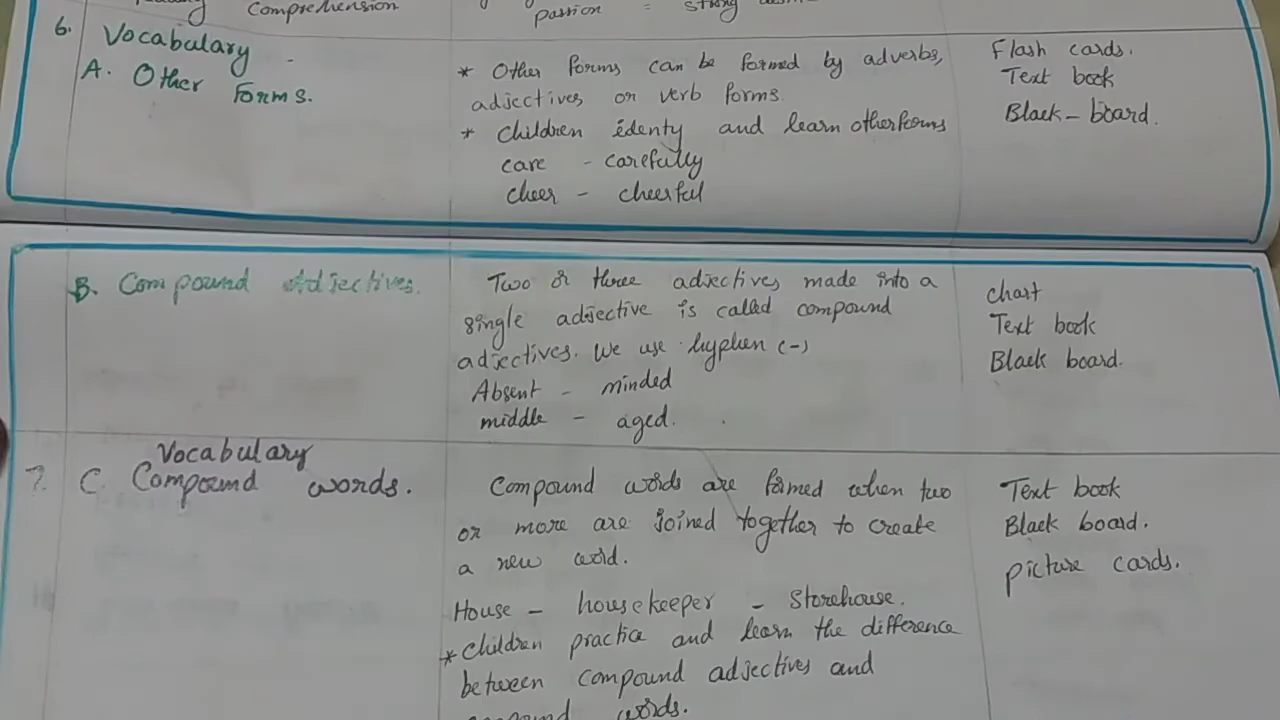 Comprehension
passion = strong
6. Vocabulary
A. Other Forms.
* Other forms can be formed by adverbs,
adjectives or verb forms
* Children edenty and learn other forms
care - carefully
cheer - cheerful
Flash cards.
Text book
Black - board.
B. Compound Adjectives.
Two or three adjectives made into a
single adjective is called compound
adjectives. We use hyphen (-)
Absent - minded
middle - aged.
chart
Text book
Black board.
Vocabulary
7. C. Compound words.
Compound words are formed when two
or more are joined together to create
a new word.
House - housekeeper - Storehouse.
* Children practice and learn the difference
between compound adjectives and
words.
Text book
Black board.
picture cards.